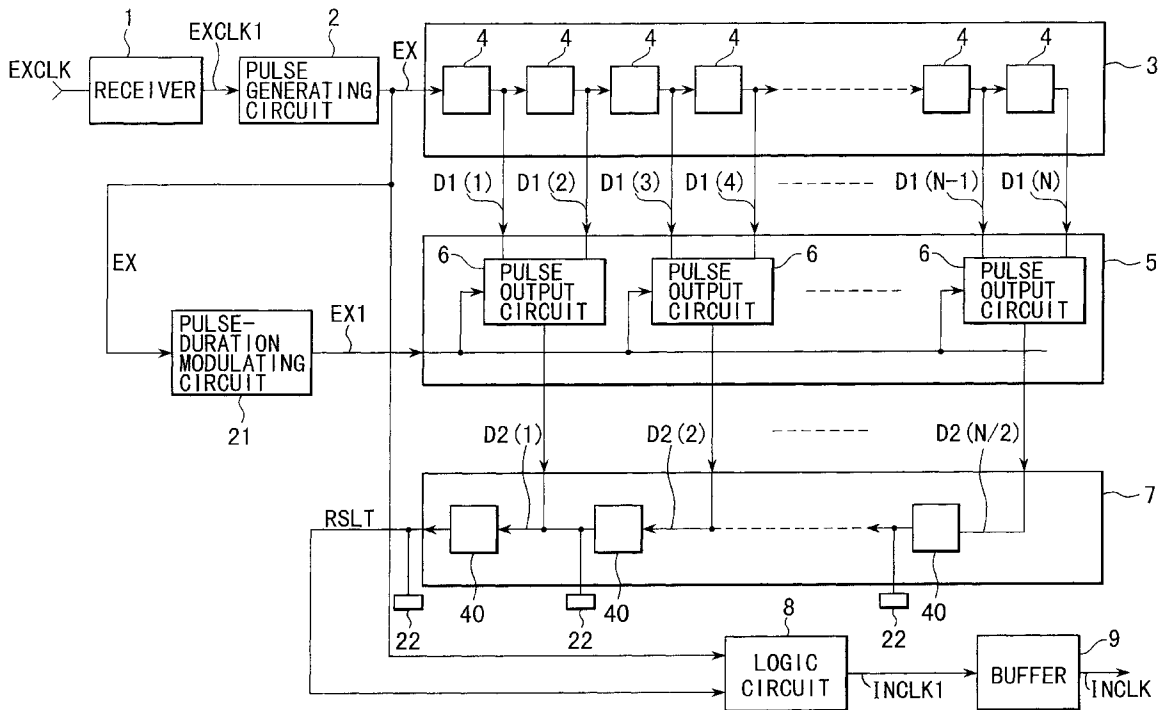 1
EXCLK1
2
EX
4
4
4
4
4
4
3
EXCLK
RECEIVER
PULSE
GENERATING
CIRCUIT
D1(1)
D1(2)
D1(3)
D1(4)
D1(N-1)
D1(N)
EX
6
PULSE
OUTPUT
CIRCUIT
PULSE
OUTPUT
CIRCUIT
6
6
PULSE
OUTPUT
CIRCUIT
5
PULSE-
DURATION
MODULATING
CIRCUIT
EX1
21
D2(1)
D2(2)
D2(N/2)
7
RSLT
40
40
40
22
22
22
8
LOGIC
CIRCUIT
INCLK1
9
BUFFER
INCLK